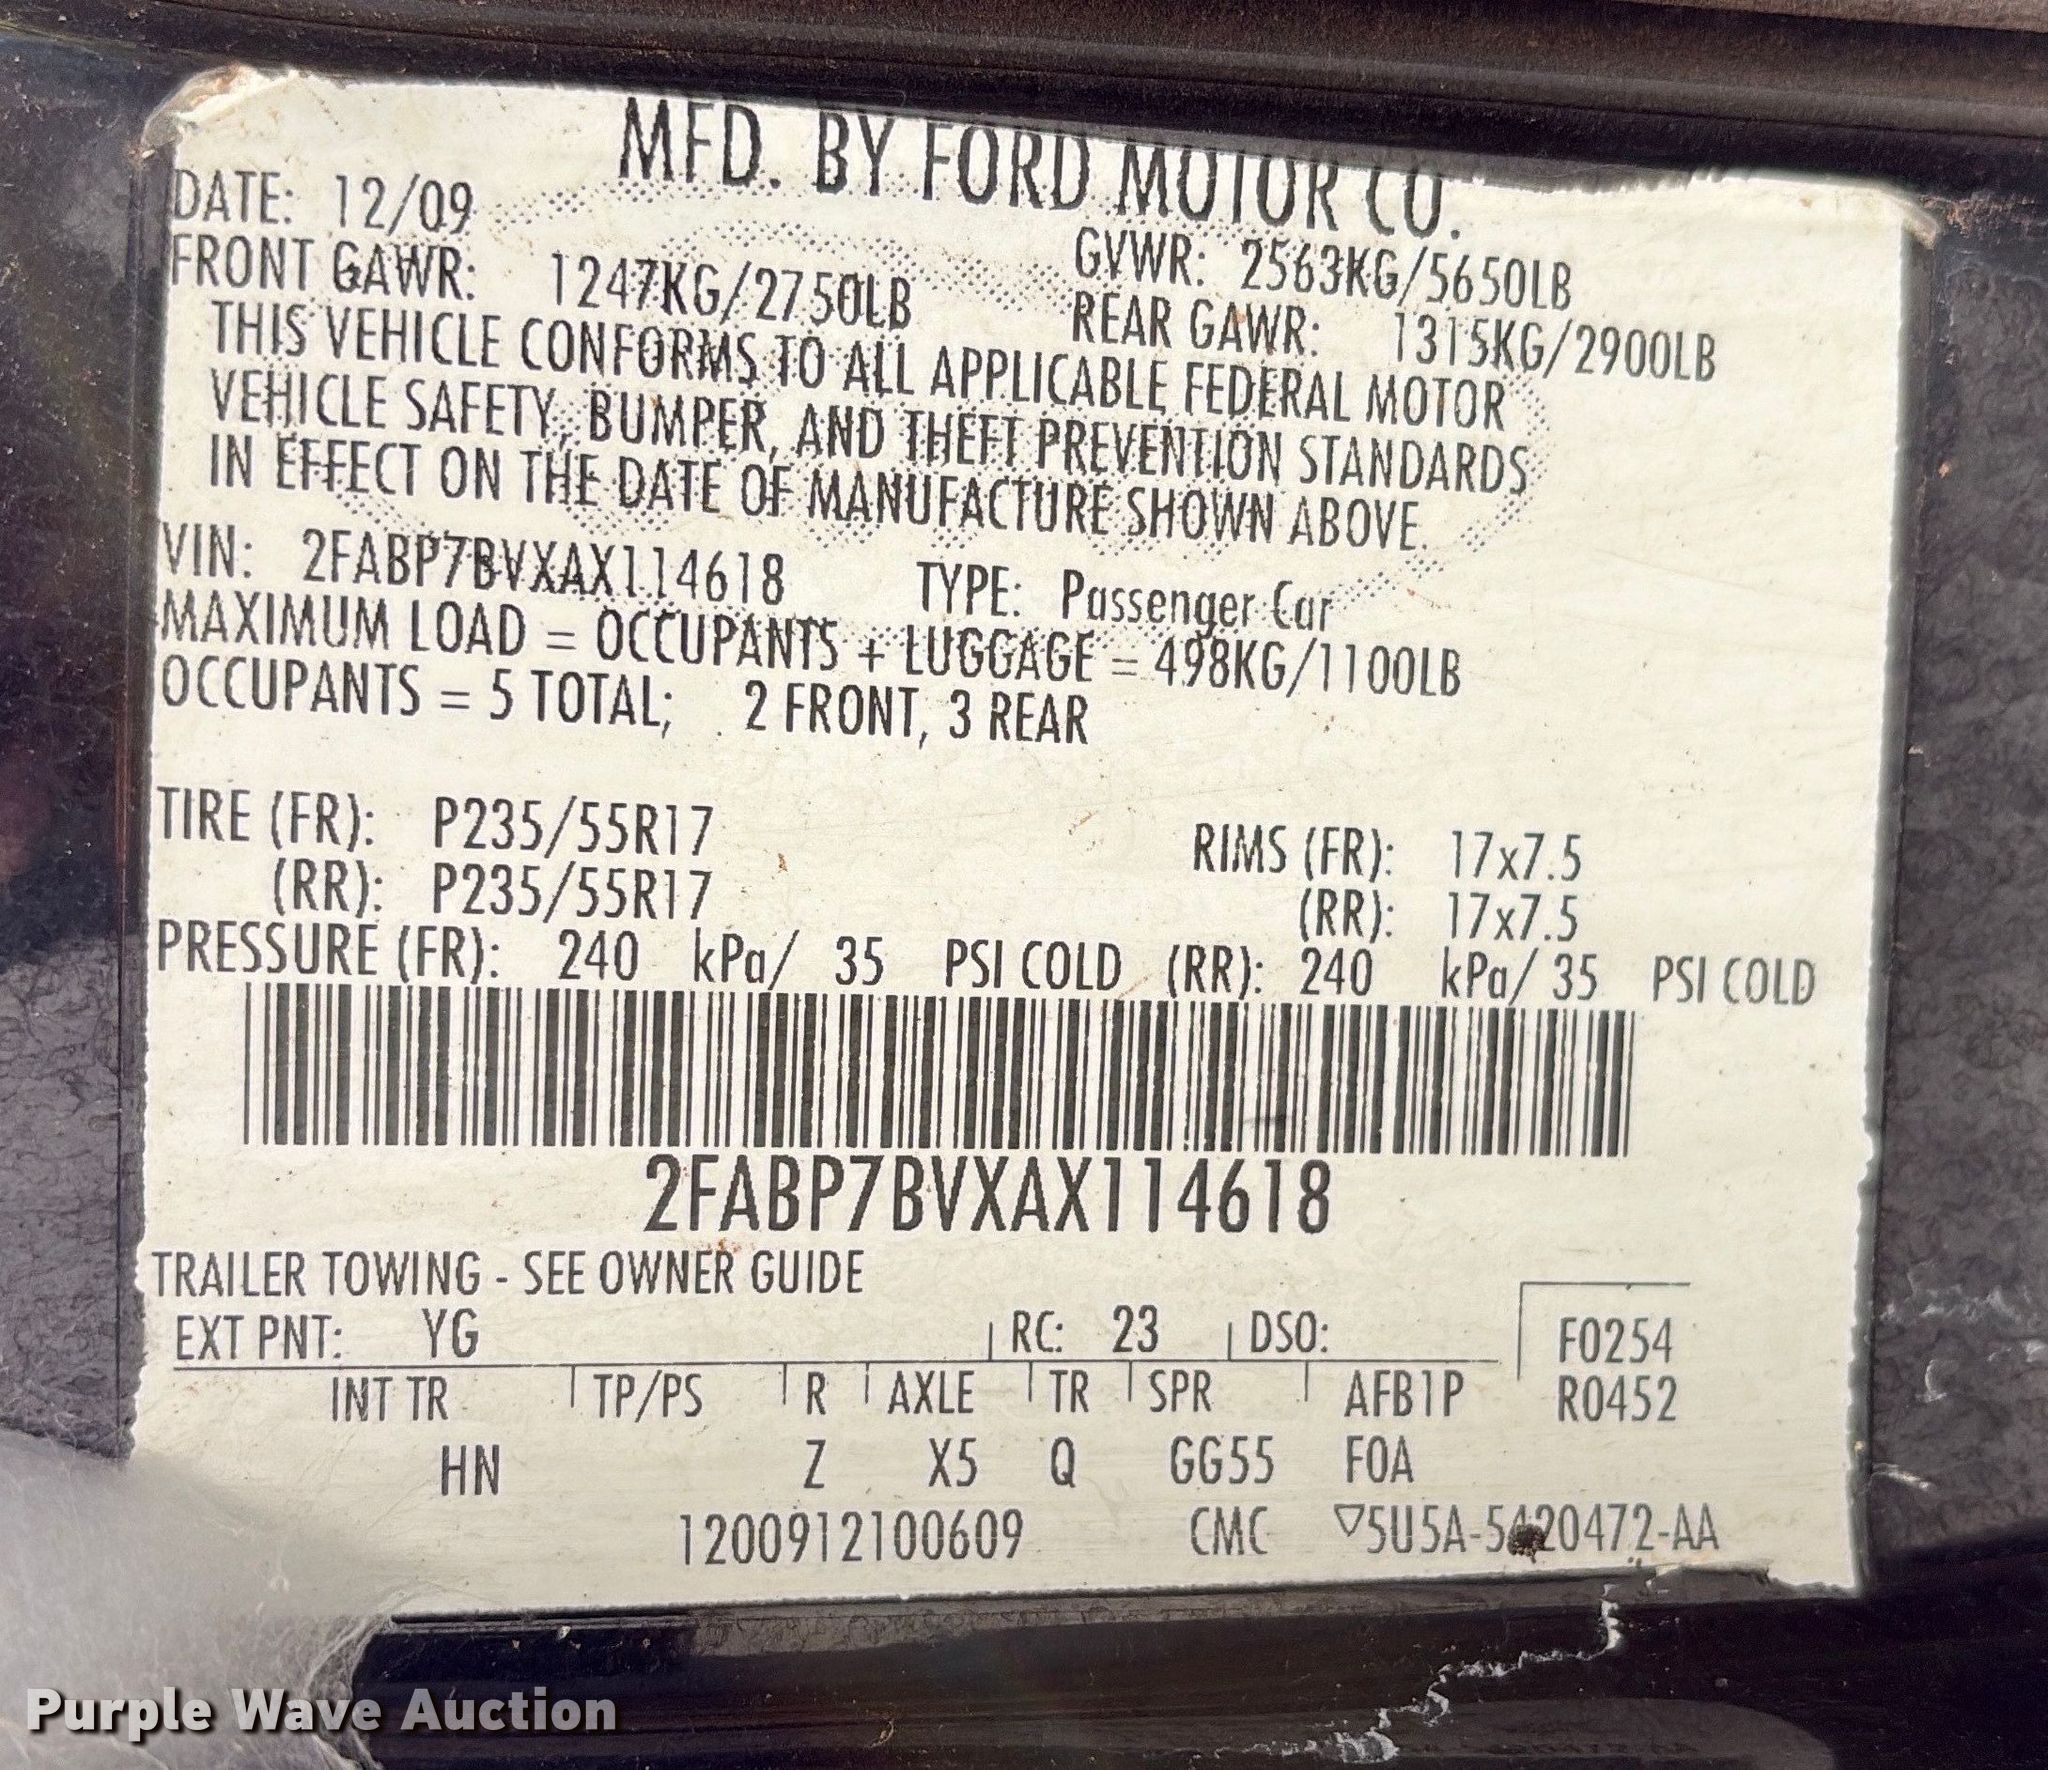 MFD. BY FORD MOTOR CO.
DATE: 12/09
GVWR: 2563KG/5650LB
FRONT GAWR: 1247KG/2750LB
REAR GAWR: 1315KG/2900LB
THIS VEHICLE CONFORMS TO ALL APPLICABLE FEDERAL MOTOR
VEHICLE SAFETY, BUMPER, AND THEFT PREVENTION STANDARDS
IN EFFECT ON THE DATE OF MANUFACTURE SHOWN ABOVE.
VIN: 2FABP7BVXAX114618 TYPE: Passenger Car
MAXIMUM LOAD = OCCUPANTS + LUGGAGE = 498KG/1100LB
OCCUPANTS = 5 TOTAL; 2 FRONT, 3 REAR
TIRE (FR): P235/55R17 RIMS (FR): 17x7.5
(RR): P235/55R17 (RR): 17x7.5
PRESSURE (FR): 240 kPa/ 35 PSI COLD (RR): 240 kPa/ 35 PSI COLD
2FABP7BVXAX114618
TRAILER TOWING - SEE OWNER GUIDE
EXT PNT: YG RC: 23 DSO: F0254
INT TR TP/PS R AXLE TR SPR AFB1P R0452
HN Z X5 Q GG55 F0A
1200912100609 CMC ▽5U5A-5420472-AA
Purple Wave Auction